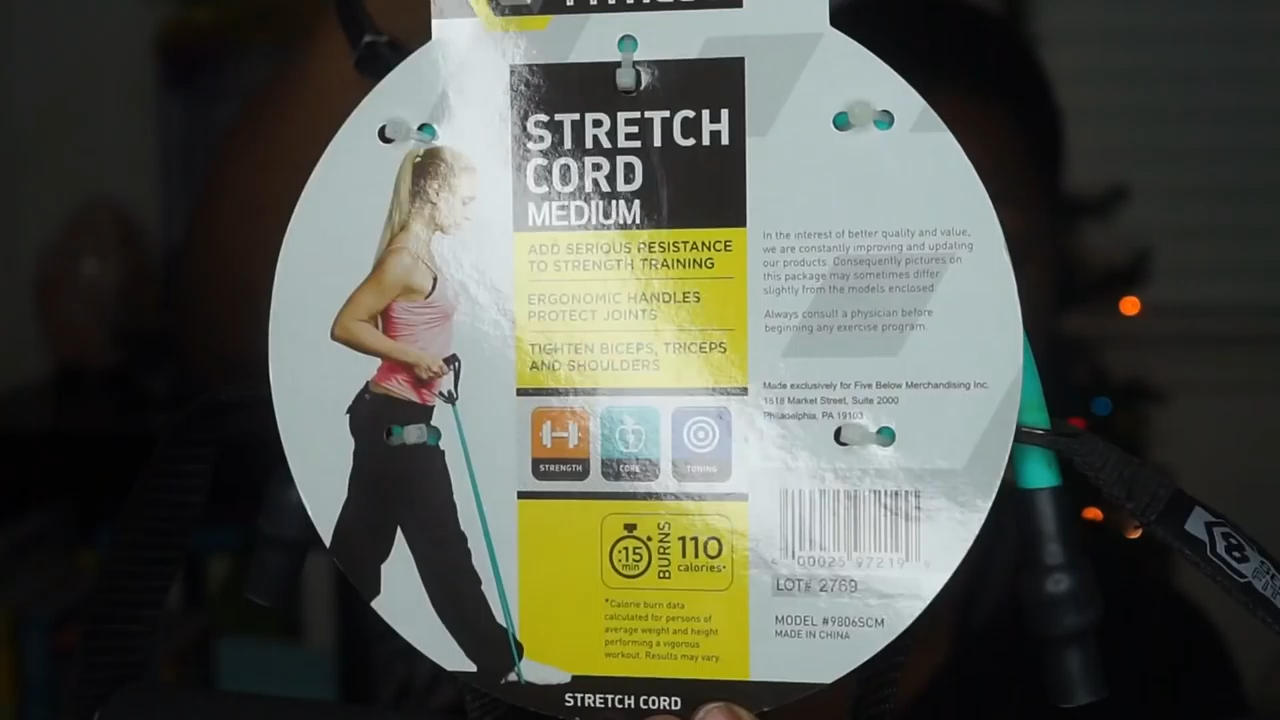 STRETCH
CORD
MEDIUM
ADD SERIOUS RESISTANCE
TO STRENGTH TRAINING
ERGONOMIC HANDLES
PROTECT JOINTS
TIGHTEN BICEPS, TRICEPS
AND SHOULDERS
STRENGTH
CORE
TONING
:15
min
BURNS
110
calories*
*Calorie burn data
calculated for persons of
average weight and height
performing a vigorous
workout. Results may vary.
STRETCH CORD
In the interest of better quality and value,
we are constantly improving and updating
our products. Consequently pictures on
this package may sometimes differ
slightly from the models enclosed
Always consult a physician before
beginning any exercise program.
Made exclusively for Five Below Merchandising Inc.
1818 Market Street, Suite 2000
Philadelphia, PA 19103
00025 97219
LOT# 2769
MODEL #9806SCM
MADE IN CHINA
8